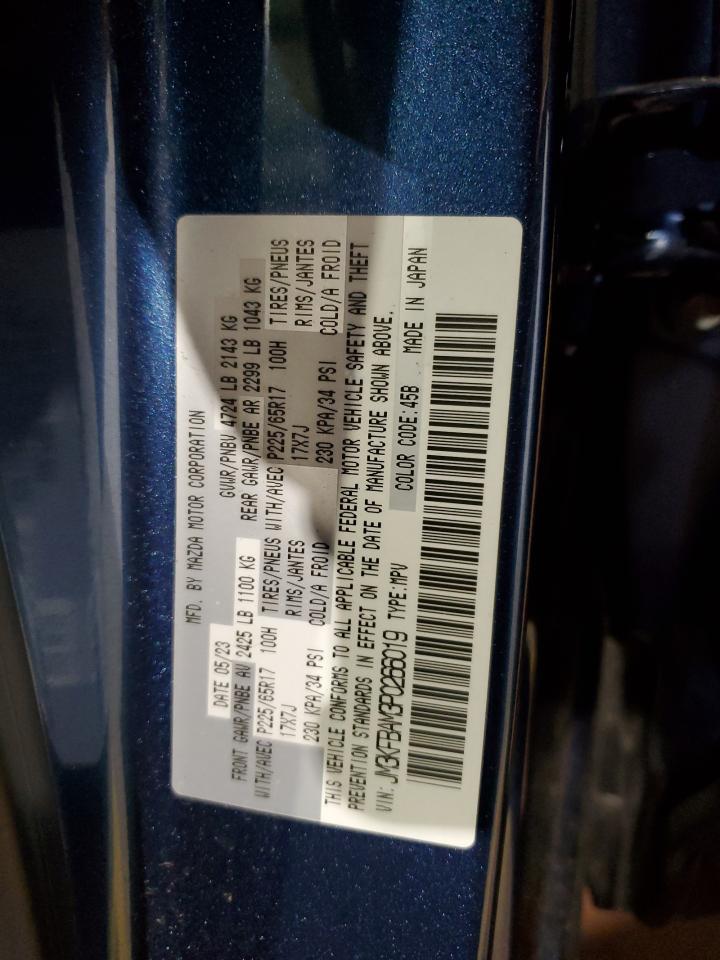 MFD. BY MAZDA MOTOR CORPORATION
DATE 05/23 GVWR/PNBV 4724 LB 2143 KG
FRONT GAWR/PNBE AV 2425 LB 1100 KG REAR GAWR/PNBE AR 2299 LB 1043 KG
WITH/AVEC P225/65R17 100H TIRES/PNEUS WITH/AVEC P225/65R17 100H TIRES/PNEUS
17X7J RIMS/JANTES 17X7J RIMS/JANTES
230 KPA/34 PSI COLD/A FROID 230 KPA/34 PSI COLD/A FROID
THIS VEHICLE CONFORMS TO ALL APPLICABLE FEDERAL MOTOR VEHICLE SAFETY AND THEFT
PREVENTION STANDARDS IN EFFECT ON THE DATE OF MANUFACTURE SHOWN ABOVE.
VIN: JM3KFBAM3P0266019 TYPE:MPV COLOR CODE:45B MADE IN JAPAN